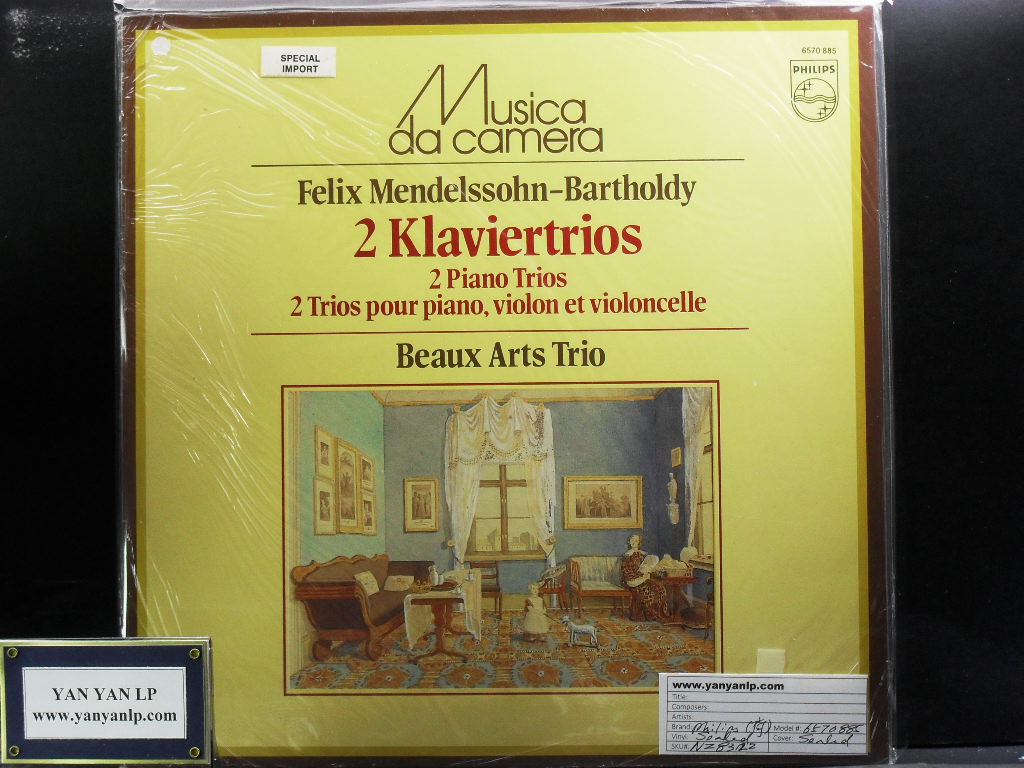 SPECIAL
IMPORT
6570 885
PHILIPS
Musica
da camera
Felix Mendelssohn-Bartholdy
2 Klaviertrios
2 Piano Trios
2 Trios pour piano, violon et violoncelle
Beaux Arts Trio
YAN YAN LP
www.yanyanlp.com
www.yanyanlp.com
Title:
Composers:
Artists:
Brand: Philips Model #: 6570885
Vinyl: Sealed Cover: Sealed
SKU#: